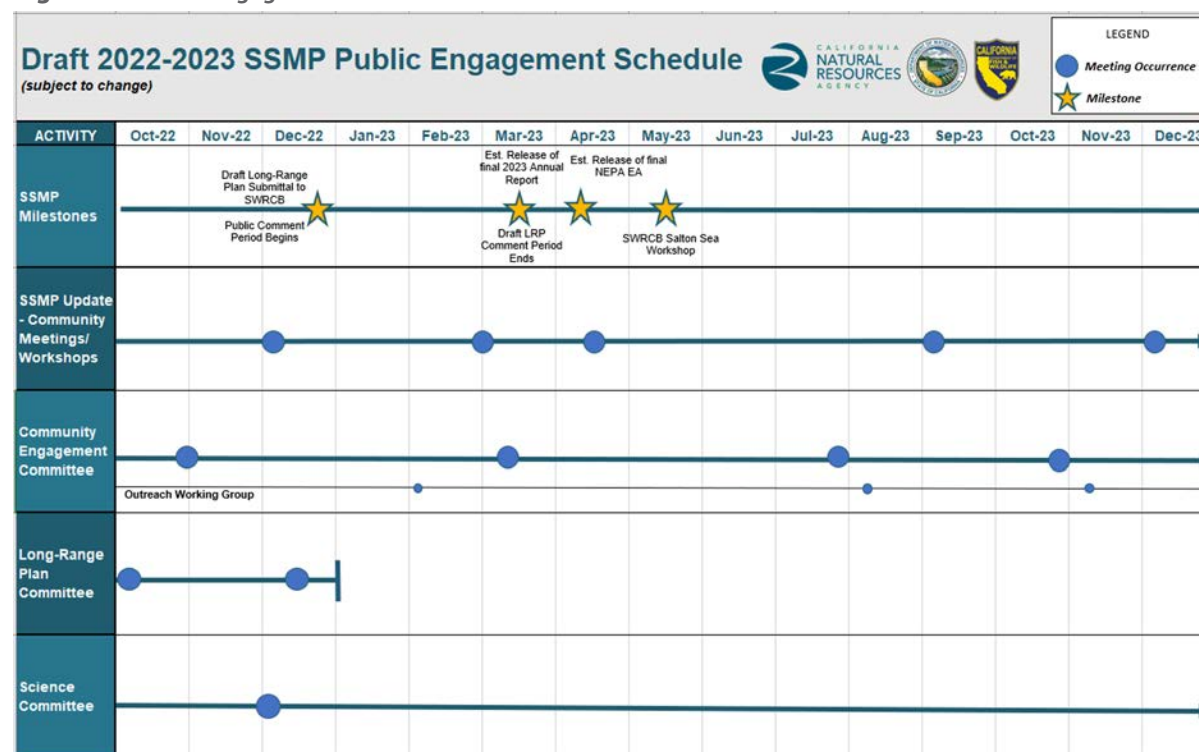 Draft 2022-2023 SSMP Public Engagement Schedule
(subject to change)
CALIFORNIA
NATURAL
RESOURCES
AGENCY
CALIFORNIA
LEGEND
Meeting Occurrence
Milestone
ACTIVITY Oct-22 Nov-22 Dec-22 Jan-23 Feb-23 Mar-23 Apr-23 May-23 Jun-23 Jul-23 Aug-23 Sep-23 Oct-23 Nov-23 Dec-23
SSMP
Milestones
Draft Long-Range
Plan Submittal to
SWRCB
Public Comment
Period Begins
Est. Release of
final 2023 Annual
Report
Draft LRP
Comment Period
Ends
Est. Release of final
NEPA EA
SWRCB Salton Sea
Workshop
SSMP Update
- Community
Meetings/
Workshops
Community
Engagement
Committee
Outreach Working Group
Long-Range
Plan
Committee
Science
Committee